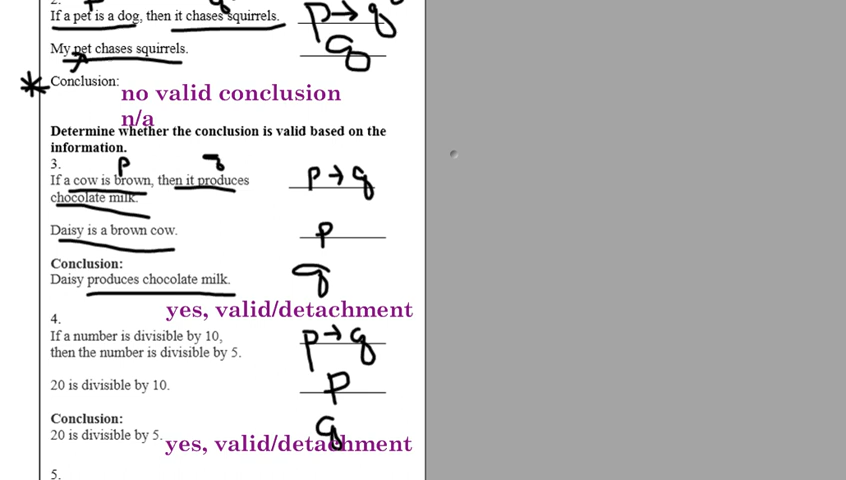 p
If a pet is a dog, then it chases squirrels. p→q
My pet chases squirrels. q
Conclusion:
no valid conclusion
n/a
Determine whether the conclusion is valid based on the
information.
3. p q
If a cow is brown, then it produces p→q
chocolate milk.
Daisy is a brown cow. p
Conclusion:
Daisy produces chocolate milk. q
yes, valid/detachment
4.
If a number is divisible by 10, p→q
then the number is divisible by 5.
20 is divisible by 10. p
Conclusion: q
20 is divisible by 5. yes, valid/detachment
5.